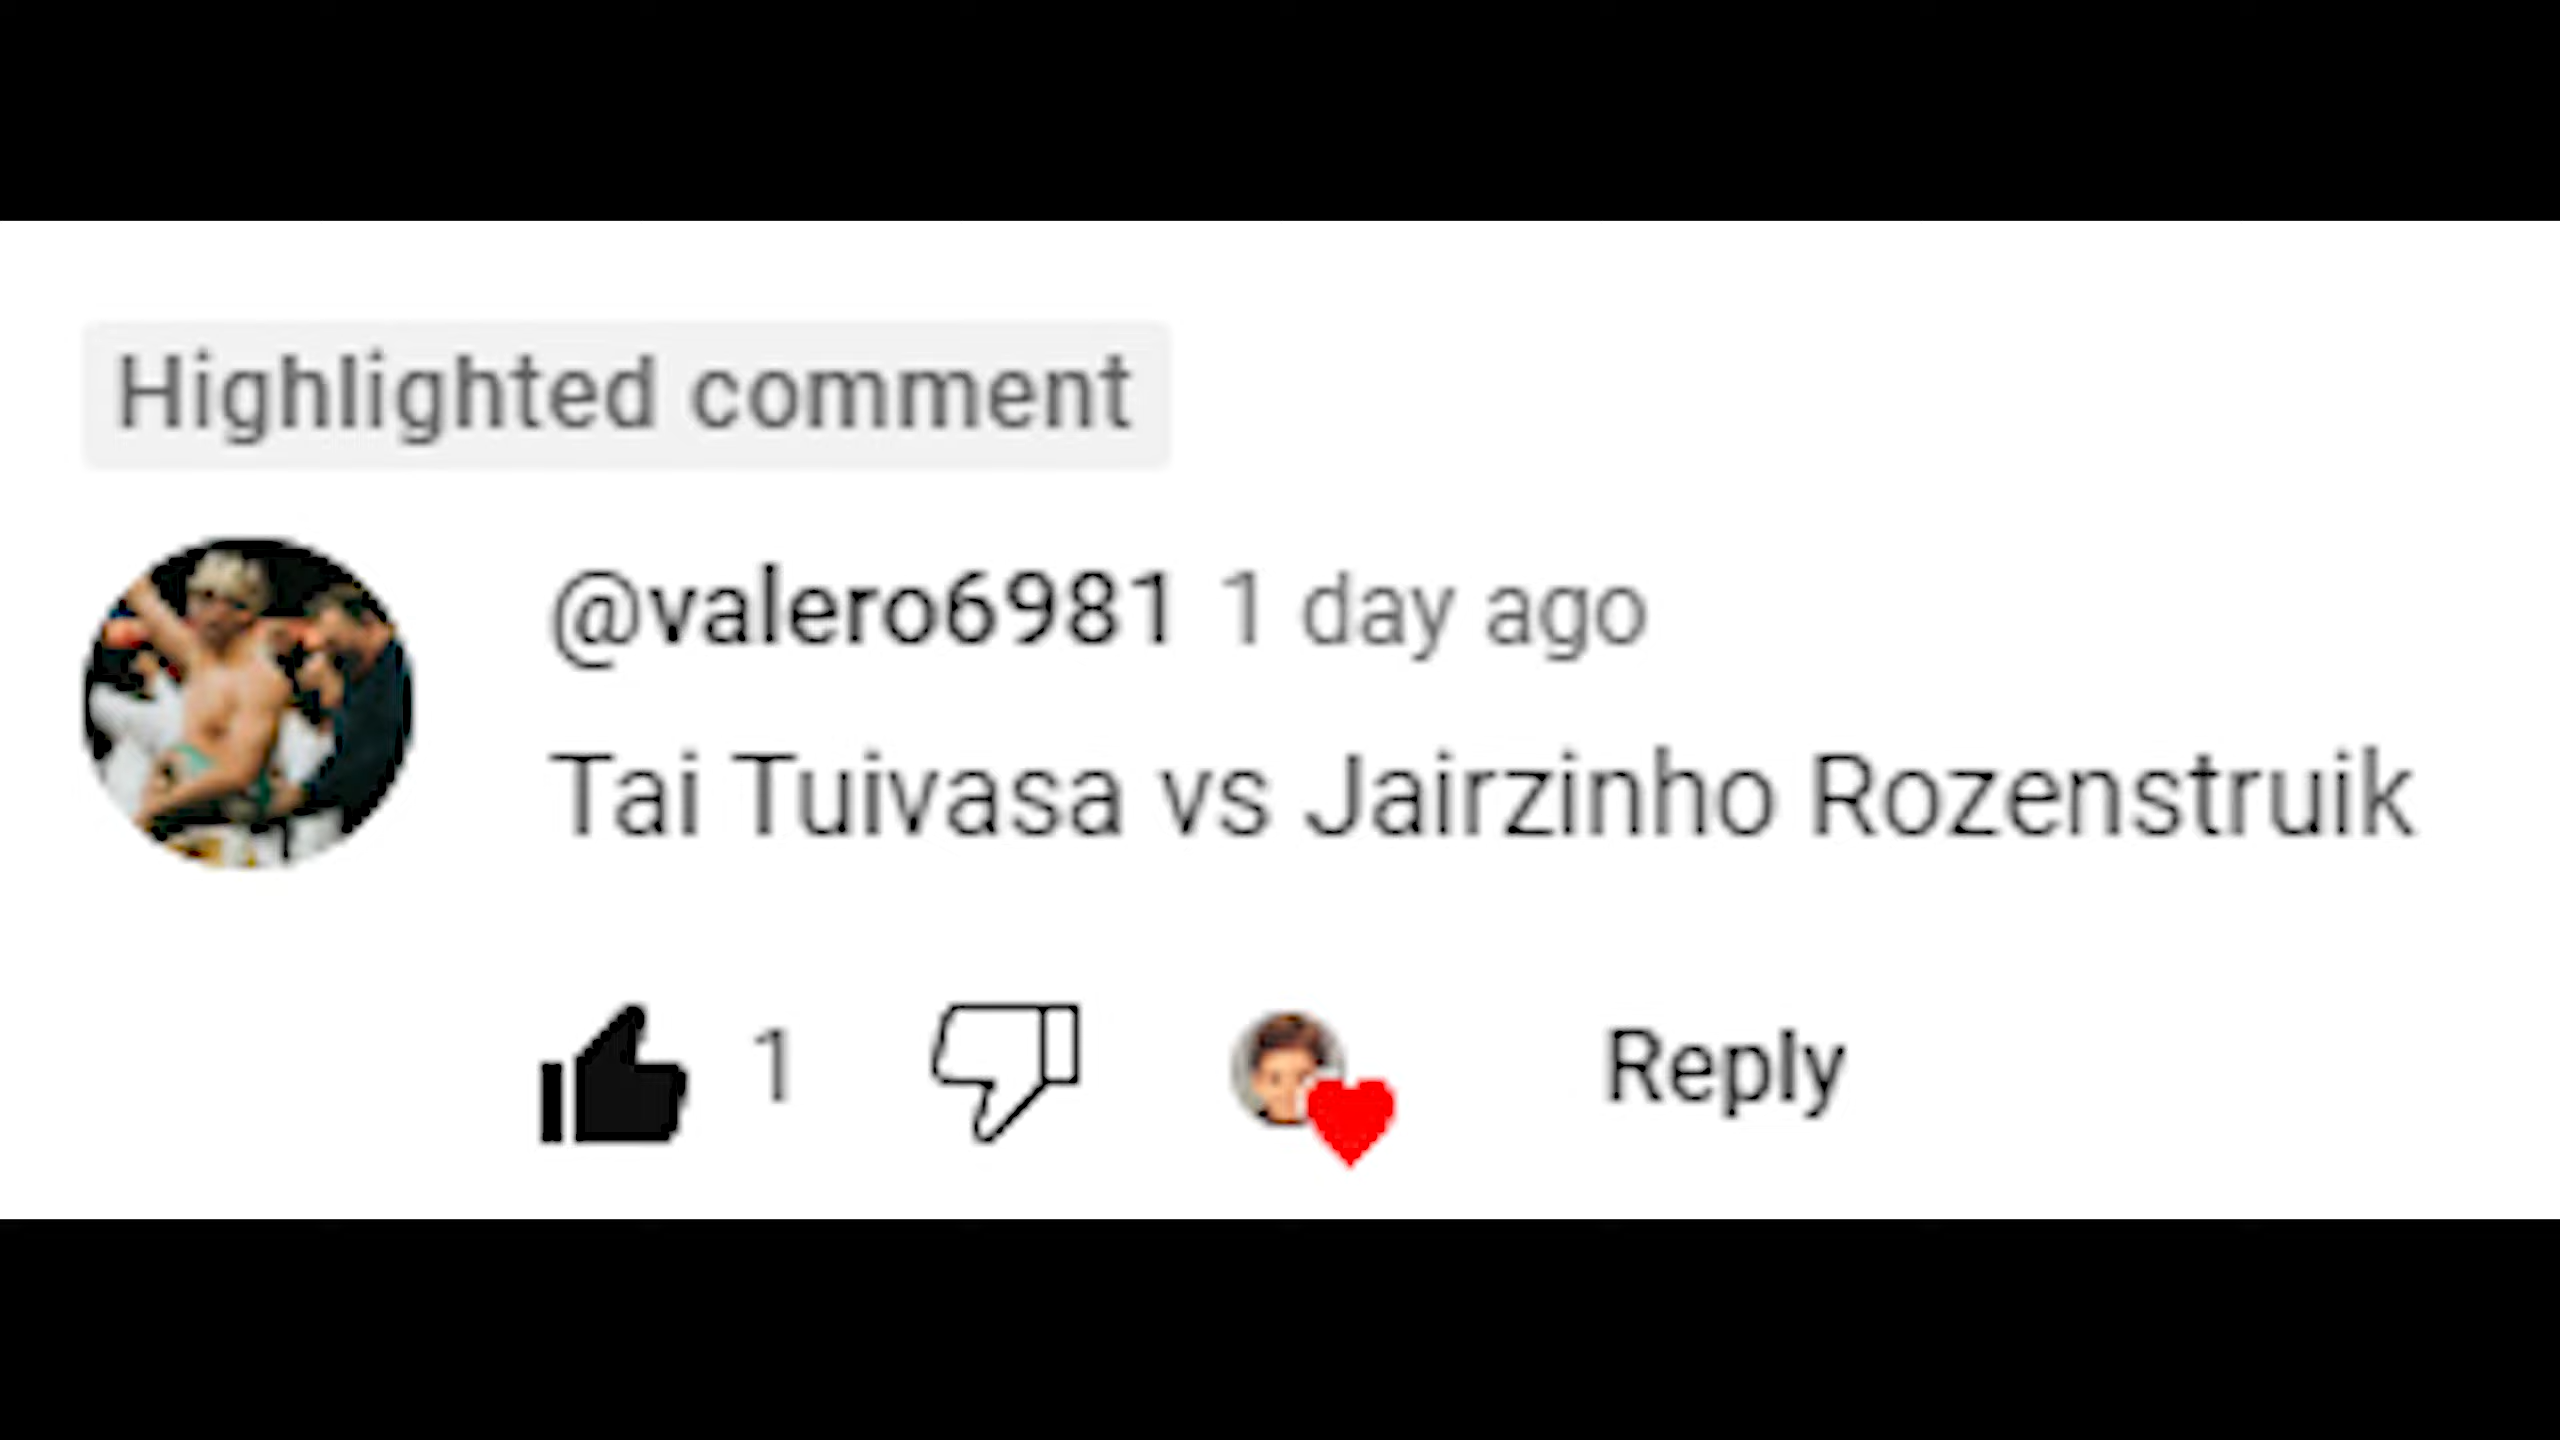 Highlighted comment
@valero6981 1 day ago
Tai Tuivasa vs Jairzinho Rozenstruik
1 Reply